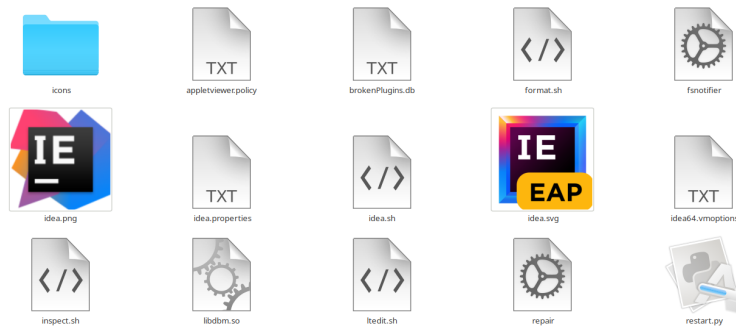 TXT
TXT
icons
appletviewer.policy
brokenPlugins.db
format.sh
fsnotifier
IE
IE
TXT
EAP
TXT
idea.png
idea.properties
idea.sh
idea.svg
idea64.vmoptions
inspect.sh
libdbm.so
ltedit.sh
repair
restart.py